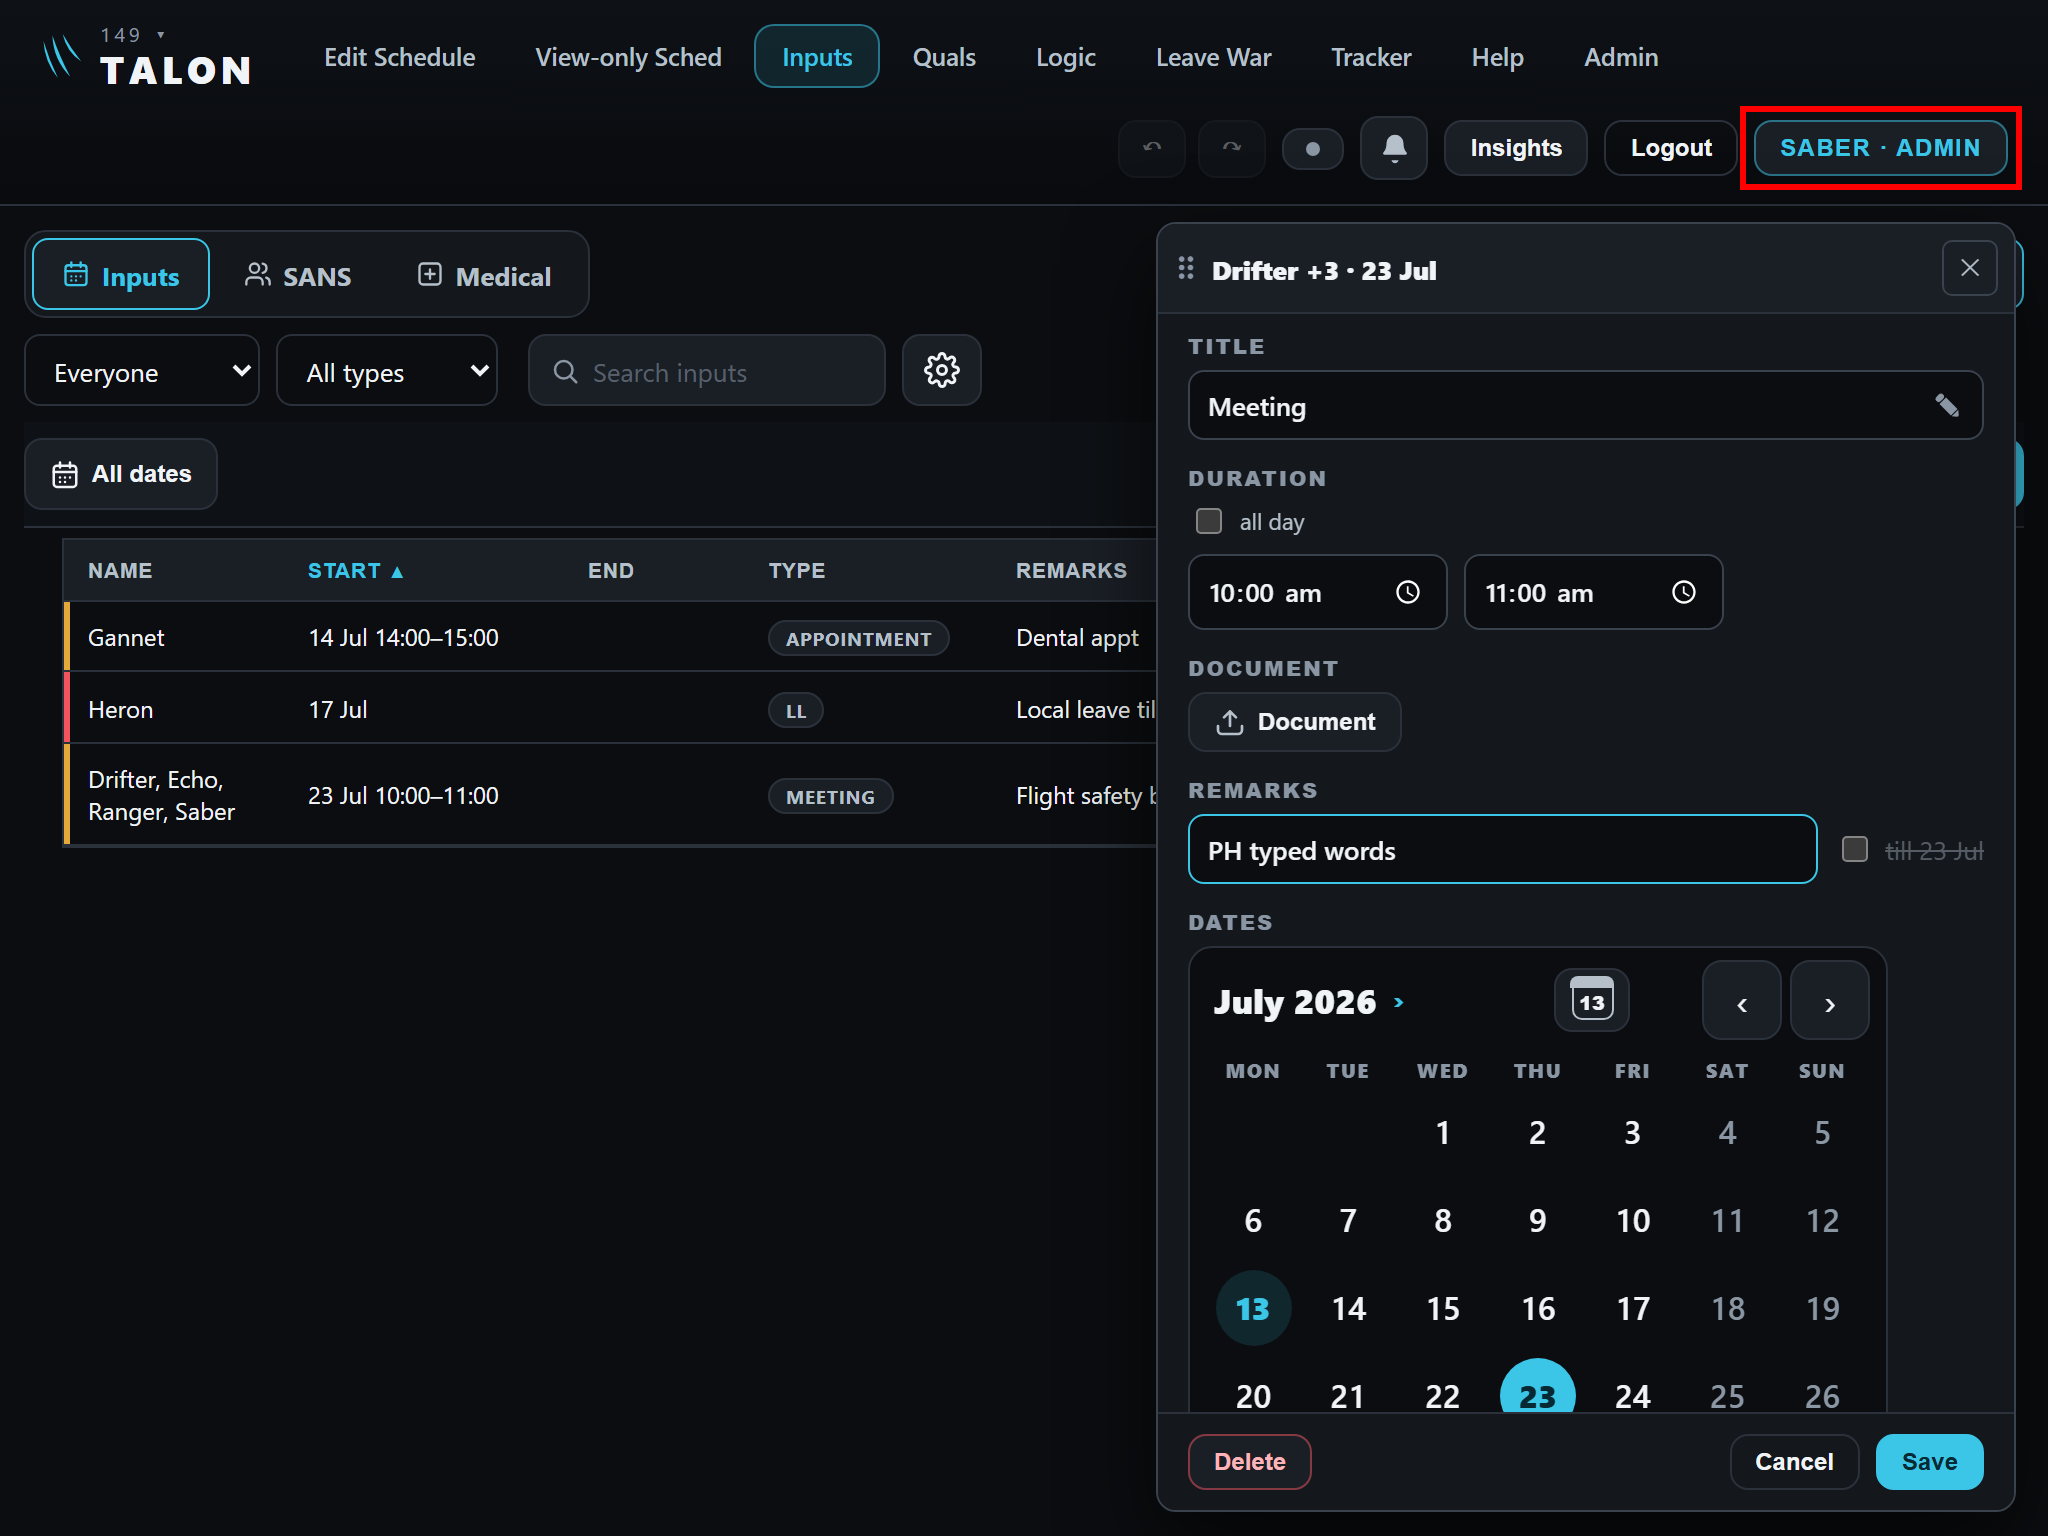 149 ▾
TALON
Edit Schedule
View-only Sched
Inputs
Quals
Logic
Leave War
Tracker
Help
Admin
Insights
Logout
SABER · ADMIN
Inputs
SANS
Medical
Everyone
All types
Search inputs
All dates
NAME START ▲ END TYPE REMARKS
Gannet 14 Jul 14:00–15:00 APPOINTMENT Dental appt
Heron 17 Jul LL Local leave til
Drifter, Echo,
Ranger, Saber
23 Jul 10:00–11:00 MEETING Flight safety
Drifter +3 · 23 Jul
TITLE
Meeting
DURATION
all day
10:00 am
11:00 am
DOCUMENT
Document
REMARKS
PH typed words
till 23 Jul
DATES
July 2026 ›
13
‹ ›
MON TUE WED THU FRI SAT SUN
1 2 3 4 5
6 7 8 9 10 11 12
13 14 15 16 17 18 19
20 21 22 23 24 25 26
Delete
Cancel
Save